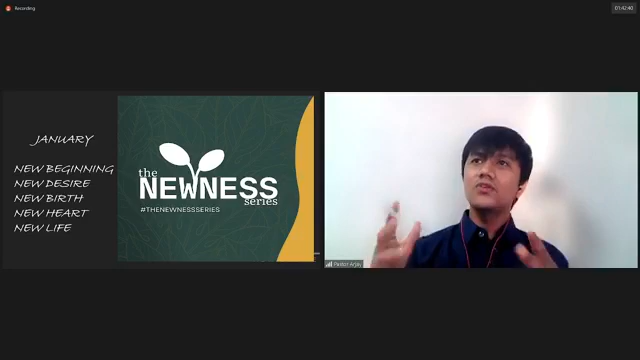 Recording
01:42:40
JANUARY
NEW BEGINNING
NEW DESIRE
NEW BIRTH
NEW HEART
NEW LIFE
the
NEWNESS
series
#THENEWNESSSERIES
Pastor Arjay